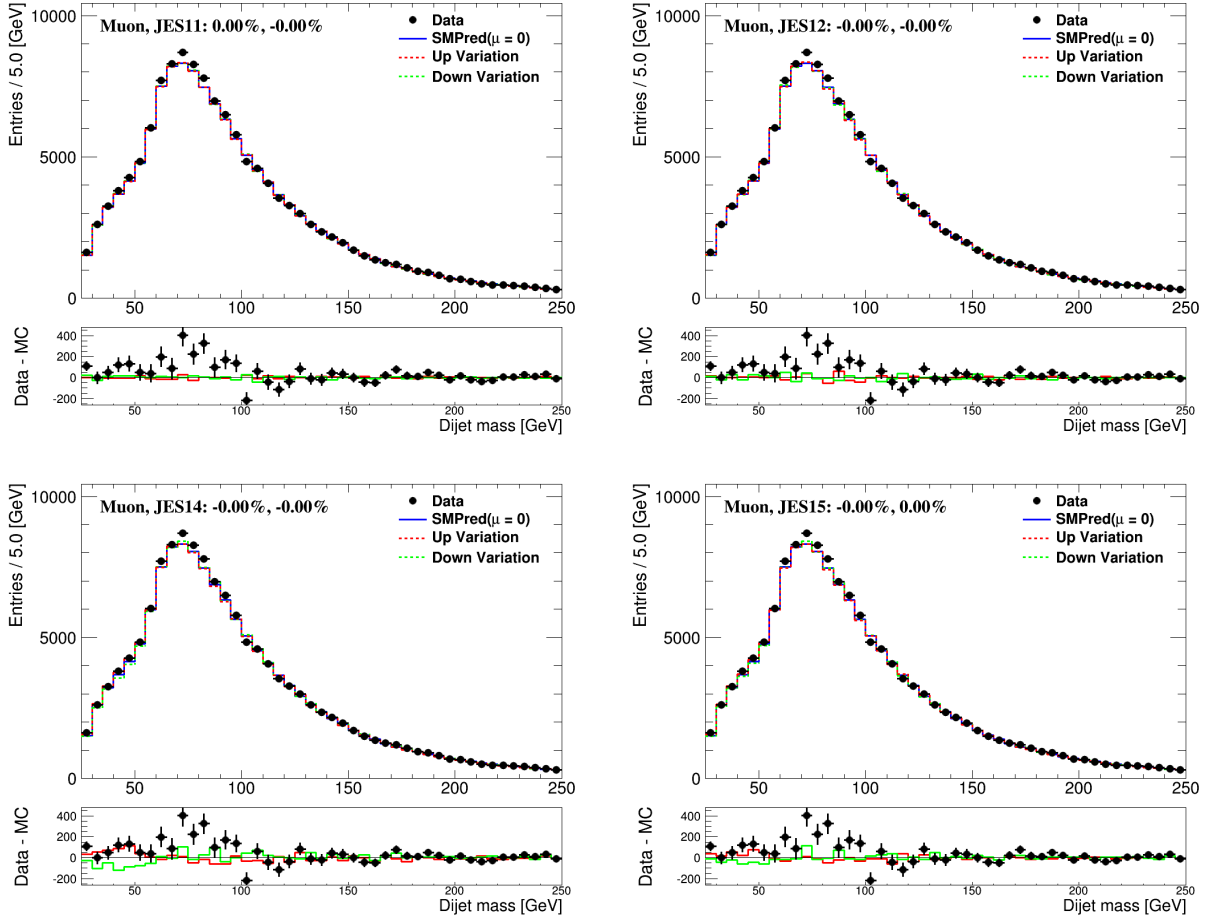 Muon, JES11: 0.00%, -0.00%
Data
SMPred(μ = 0)
Up Variation
Down Variation
Entries / 5.0 [GeV]
10000
5000
0
50 100 150 200 250
Data - MC
400
200
0
-200
50 100 150 200 250
Dijet mass [GeV]
Muon, JES12: -0.00%, -0.00%
Data
SMPred(μ = 0)
Up Variation
Down Variation
Entries / 5.0 [GeV]
10000
5000
0
50 100 150 200 250
Data - MC
400
200
0
-200
50 100 150 200 250
Dijet mass [GeV]
Muon, JES14: -0.00%, -0.00%
Data
SMPred(μ = 0)
Up Variation
Down Variation
Entries / 5.0 [GeV]
10000
5000
0
50 100 150 200 250
Data - MC
400
200
0
-200
50 100 150 200 250
Dijet mass [GeV]
Muon, JES15: -0.00%, 0.00%
Data
SMPred(μ = 0)
Up Variation
Down Variation
Entries / 5.0 [GeV]
10000
5000
0
50 100 150 200 250
Data - MC
400
200
0
-200
50 100 150 200 250
Dijet mass [GeV]